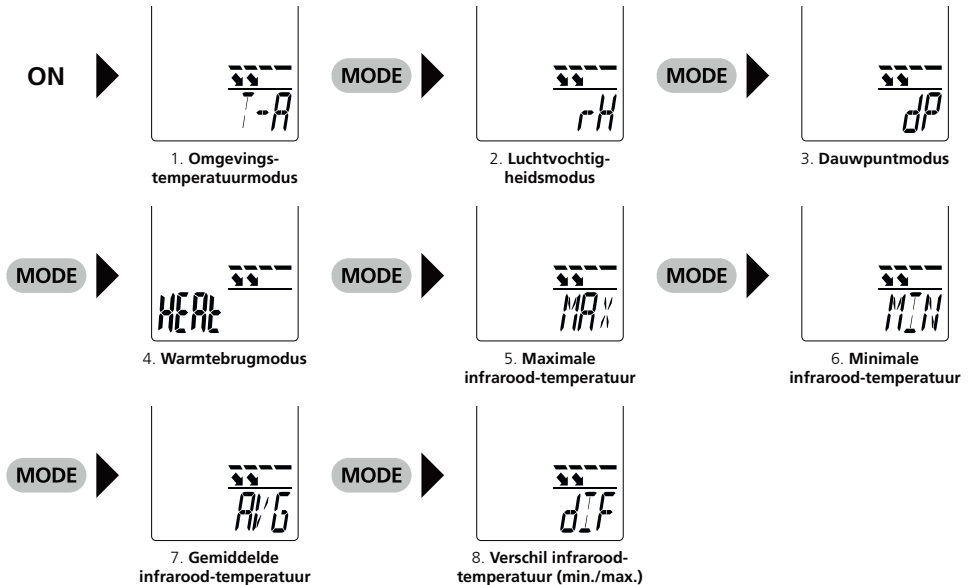 ON
T-A
1. Omgevings-
temperatuurmodus
MODE
rH
2. Luchtvochtig-
heidsmodus
MODE
dP
3. Dauwpuntmodus
MODE
HEAt
4. Warmtebrugmodus
MODE
MAX
5. Maximale
infrarood-temperatuur
MODE
MIN
6. Minimale
infrarood-temperatuur
MODE
AVG
7. Gemiddelde
infrarood-temperatuur
MODE
dIF
8. Verschil infrarood-
temperatuur (min./max.)